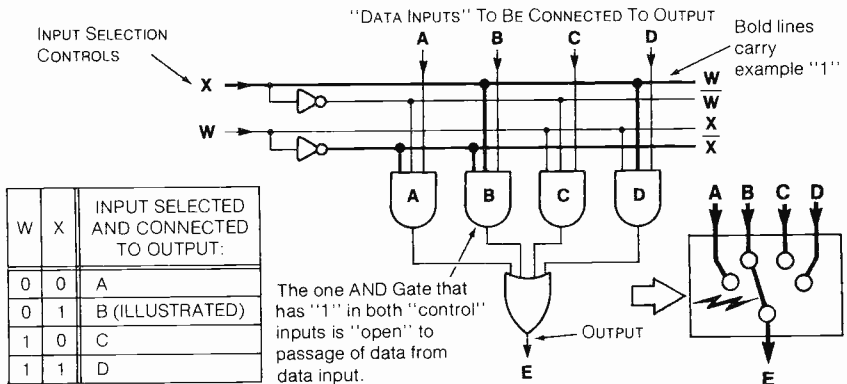 "DATA INPUTS" TO BE CONNECTED TO OUTPUT
INPUT SELECTION
CONTROLS
A B C D
Bold lines
carry
example "1"
X
W
W
W
X
X
A B C D
W X INPUT SELECTED
AND CONNECTED
TO OUTPUT:
0 0 A
0 1 B (ILLUSTRATED)
1 0 C
1 1 D
The one AND Gate that
has "1" in both "control"
inputs is "open" to
passage of data from
data input.
OUTPUT
E
A B C D
E